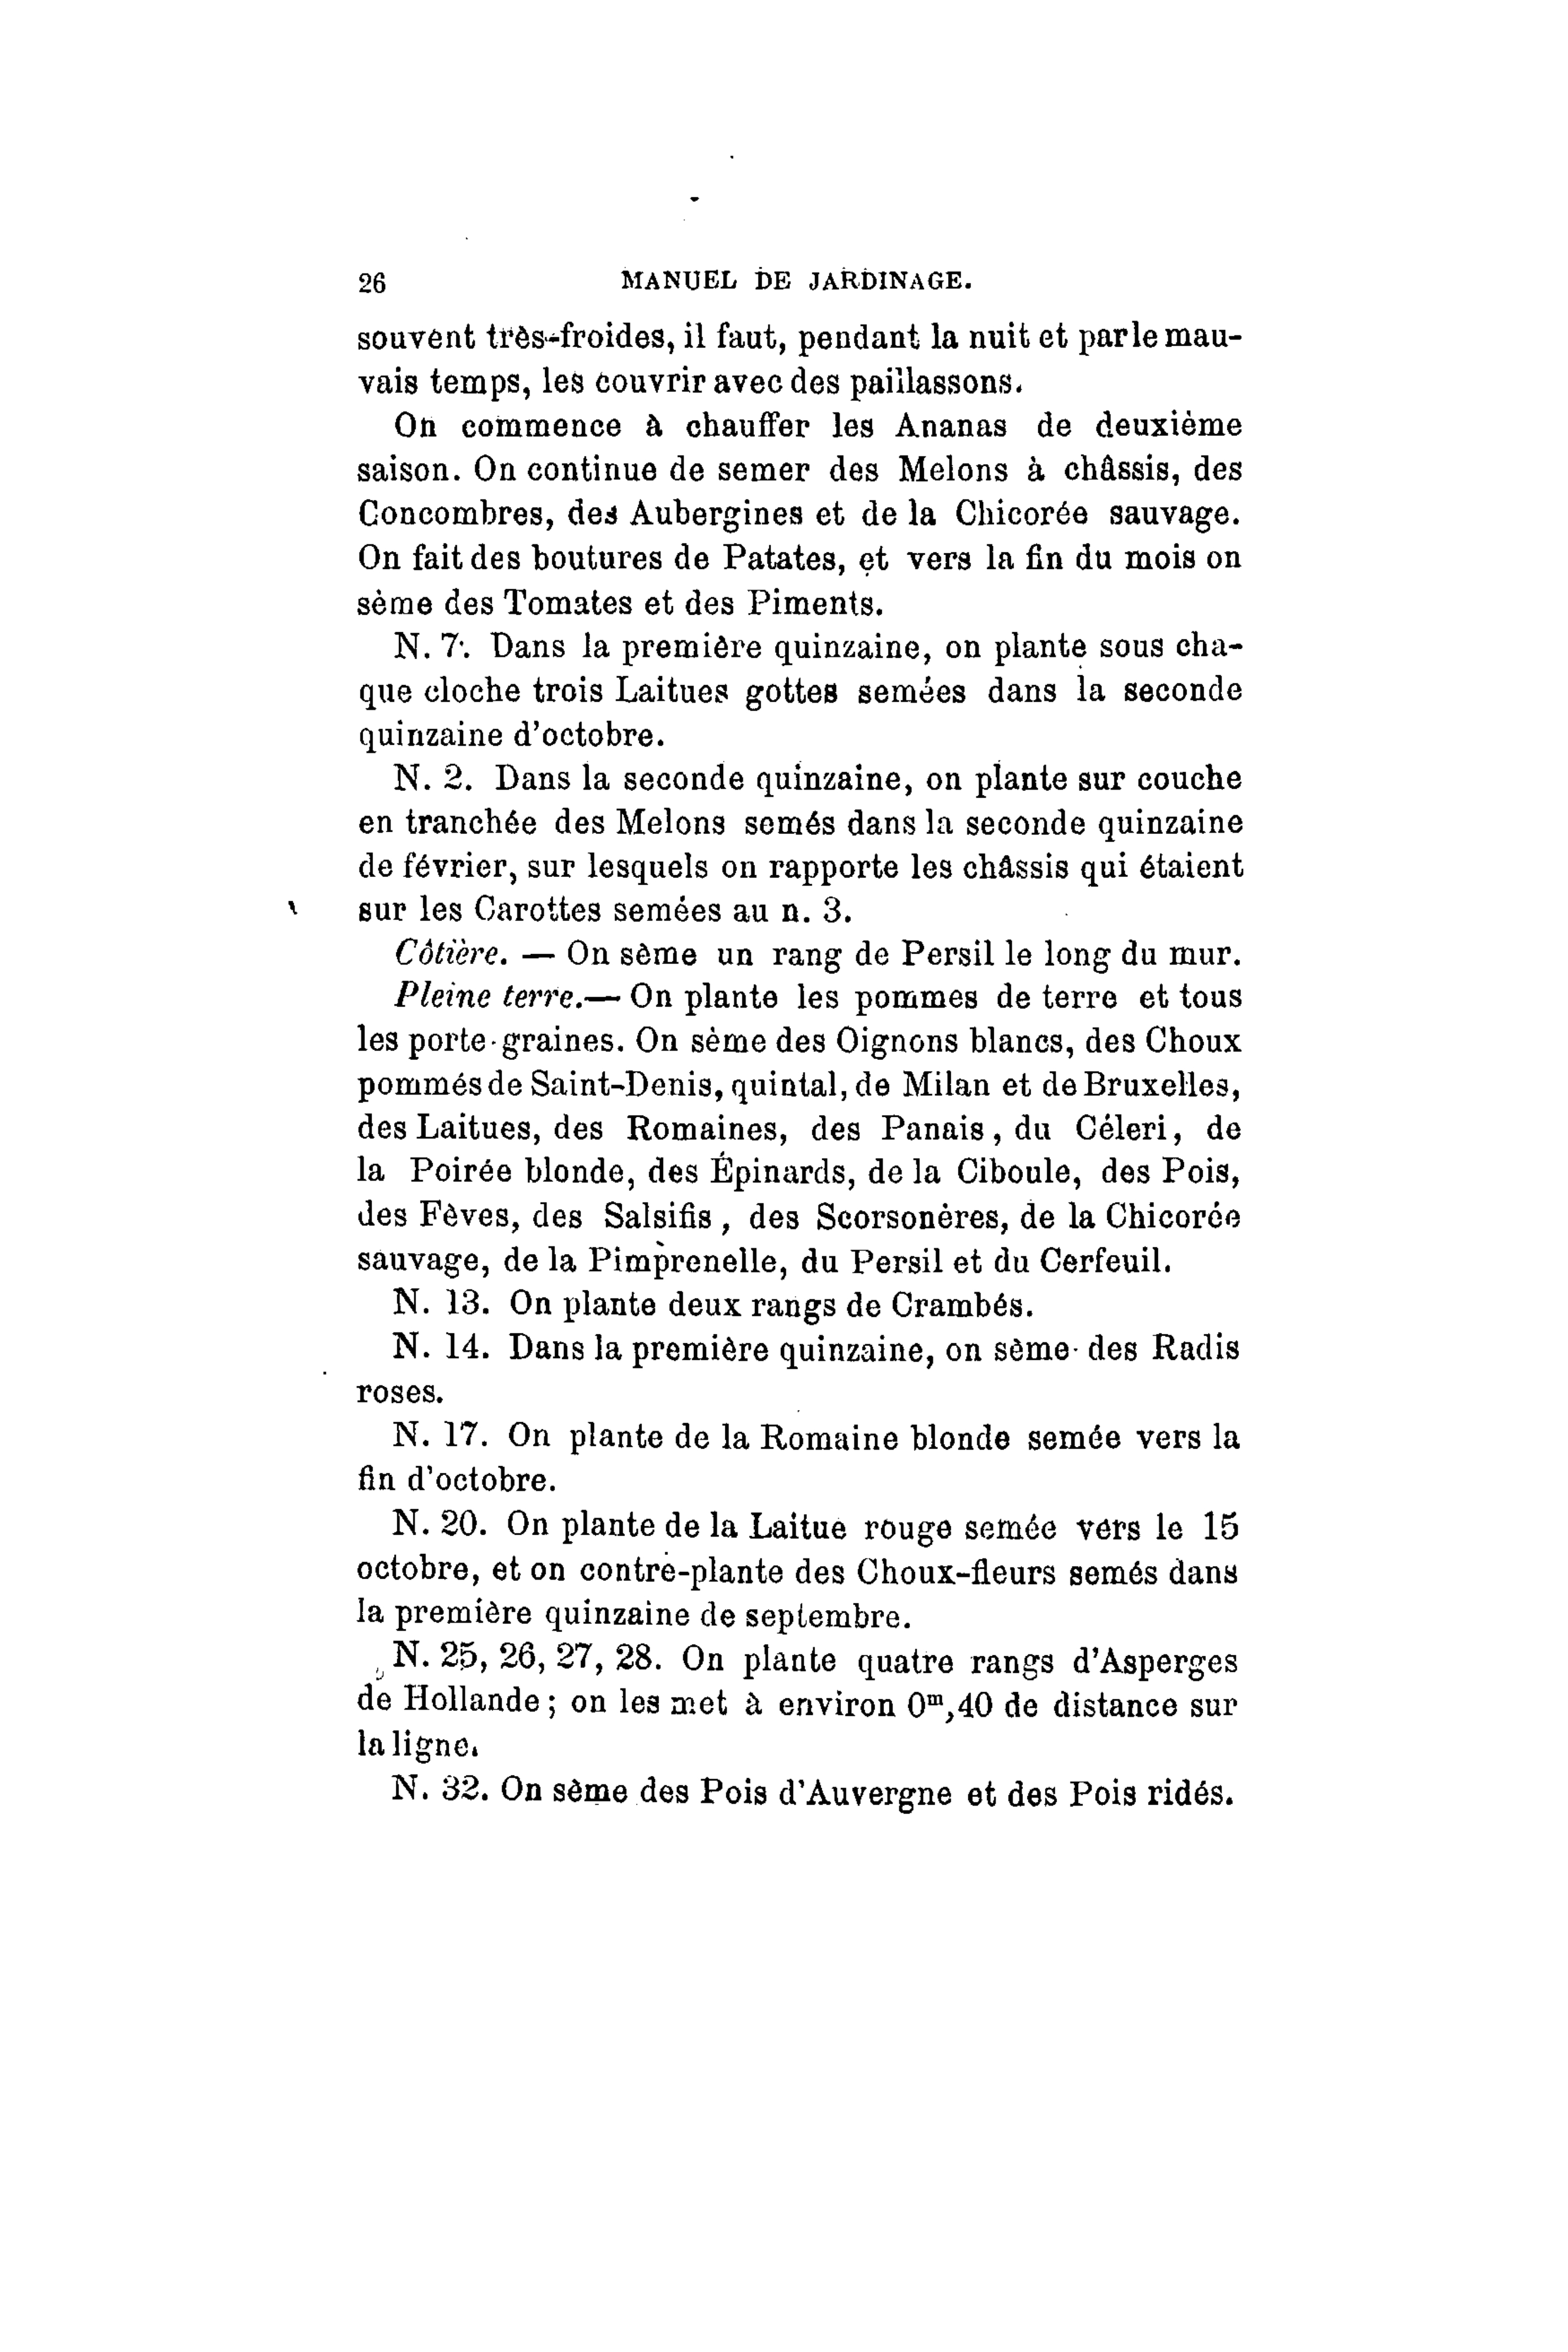 26 MANUEL DE JARDINAGE.
souvent très-froides, il faut, pendant la nuit et par le mau-
vais temps, les couvrir avec des paillassons.
On commence à chauffer les Ananas de deuxième
saison. On continue de semer des Melons à châssis, des
Concombres, des Aubergines et de la Chicorée sauvage.
On fait des boutures de Patates, et vers la fin du mois on
sème des Tomates et des Piments.
N. 7. Dans la première quinzaine, on plante sous cha-
que cloche trois Laitues gottes semées dans la seconde
quinzaine d'octobre.
N. 2. Dans la seconde quinzaine, on plante sur couche
en tranchée des Melons semés dans la seconde quinzaine
de février, sur lesquels on rapporte les châssis qui étaient
sur les Carottes semées au n. 3.
Côtière. — On sème un rang de Persil le long du mur.
Pleine terre.— On plante les pommes de terre et tous
les porte-graines. On sème des Oignons blancs, des Choux
pommés de Saint-Denis, quintal, de Milan et de Bruxelles,
des Laitues, des Romaines, des Panais, du Céleri, de
la Poirée blonde, des Épinards, de la Ciboule, des Pois,
des Fèves, des Salsifis, des Scorsonères, de la Chicorée
sauvage, de la Pimprenelle, du Persil et du Cerfeuil.
N. 13. On plante deux rangs de Crambés.
N. 14. Dans la première quinzaine, on sème des Radis
roses.
N. 17. On plante de la Romaine blonde semée vers la
fin d'octobre.
N. 20. On plante de la Laitue rouge semée vers le 15
octobre, et on contre-plante des Choux-fleurs semés dans
la première quinzaine de septembre.
N. 25, 26, 27, 28. On plante quatre rangs d'Asperges
de Hollande; on les met à environ 0ᵐ,40 de distance sur
la ligne.
N. 32. On sème des Pois d'Auvergne et des Pois ridés.